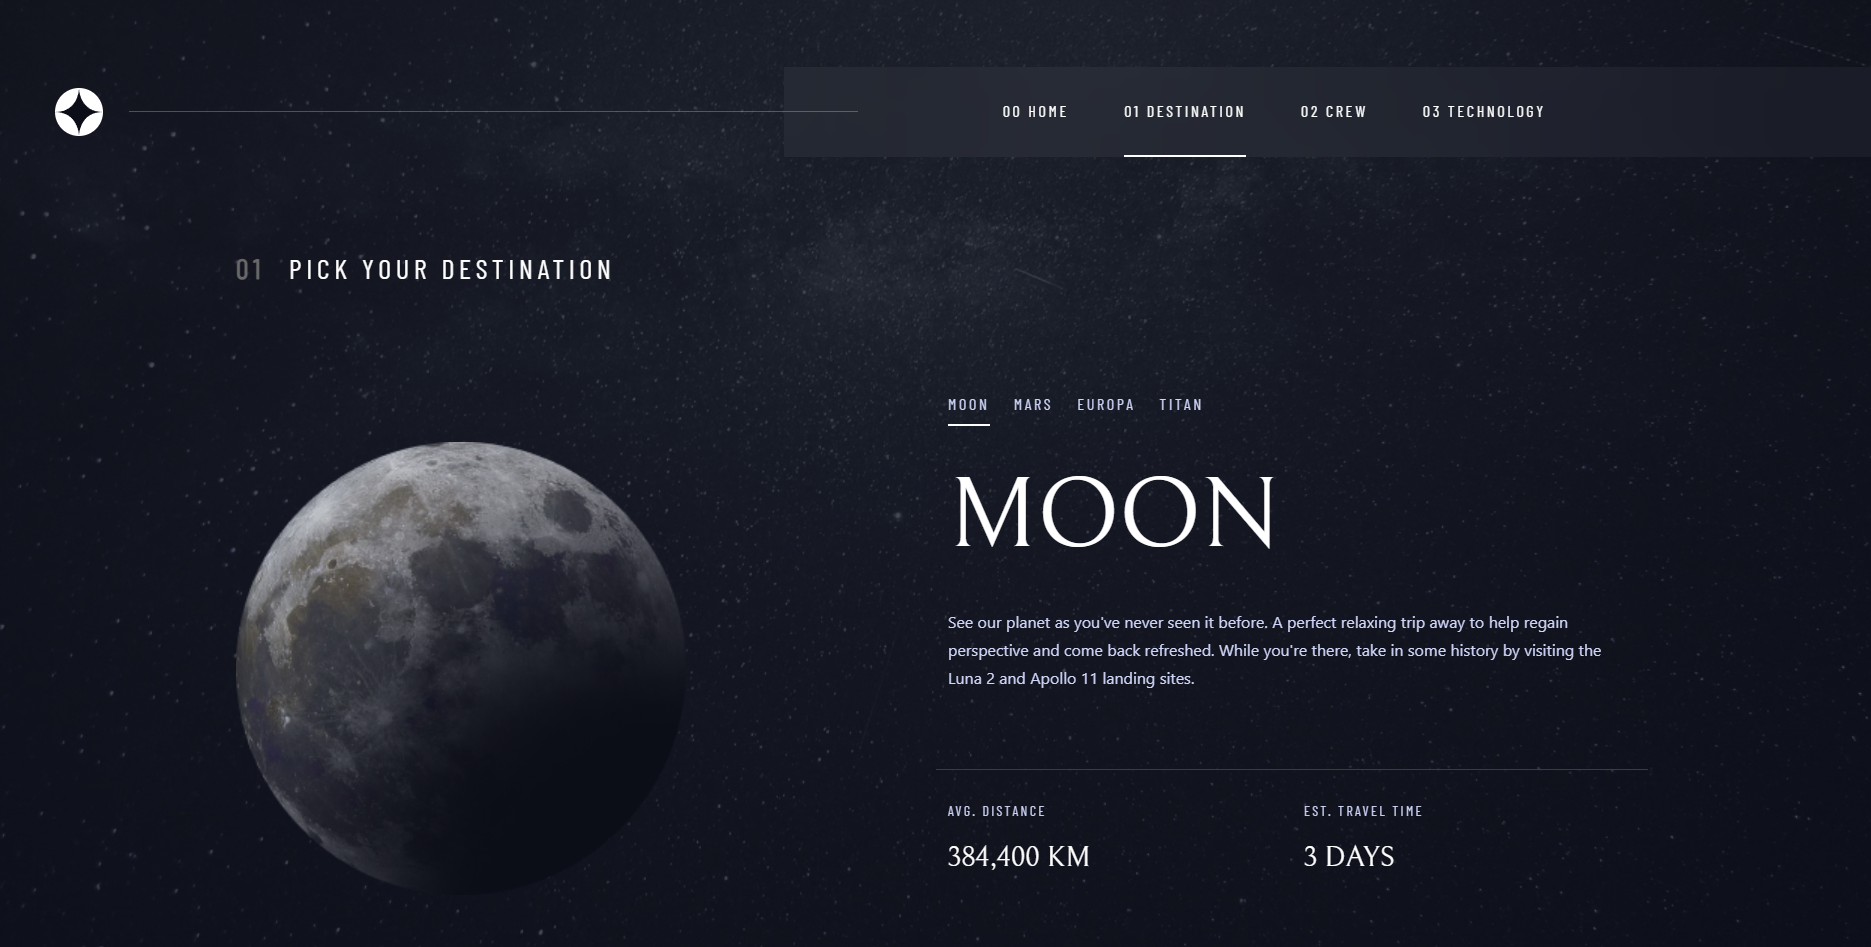 00 HOME 01 DESTINATION 02 CREW 03 TECHNOLOGY
01 PICK YOUR DESTINATION
MOON MARS EUROPA TITAN
MOON
See our planet as you've never seen it before. A perfect relaxing trip away to help regain
perspective and come back refreshed. While you're there, take in some history by visiting the
Luna 2 and Apollo 11 landing sites.
AVG. DISTANCE EST. TRAVEL TIME
384,400 KM 3 DAYS